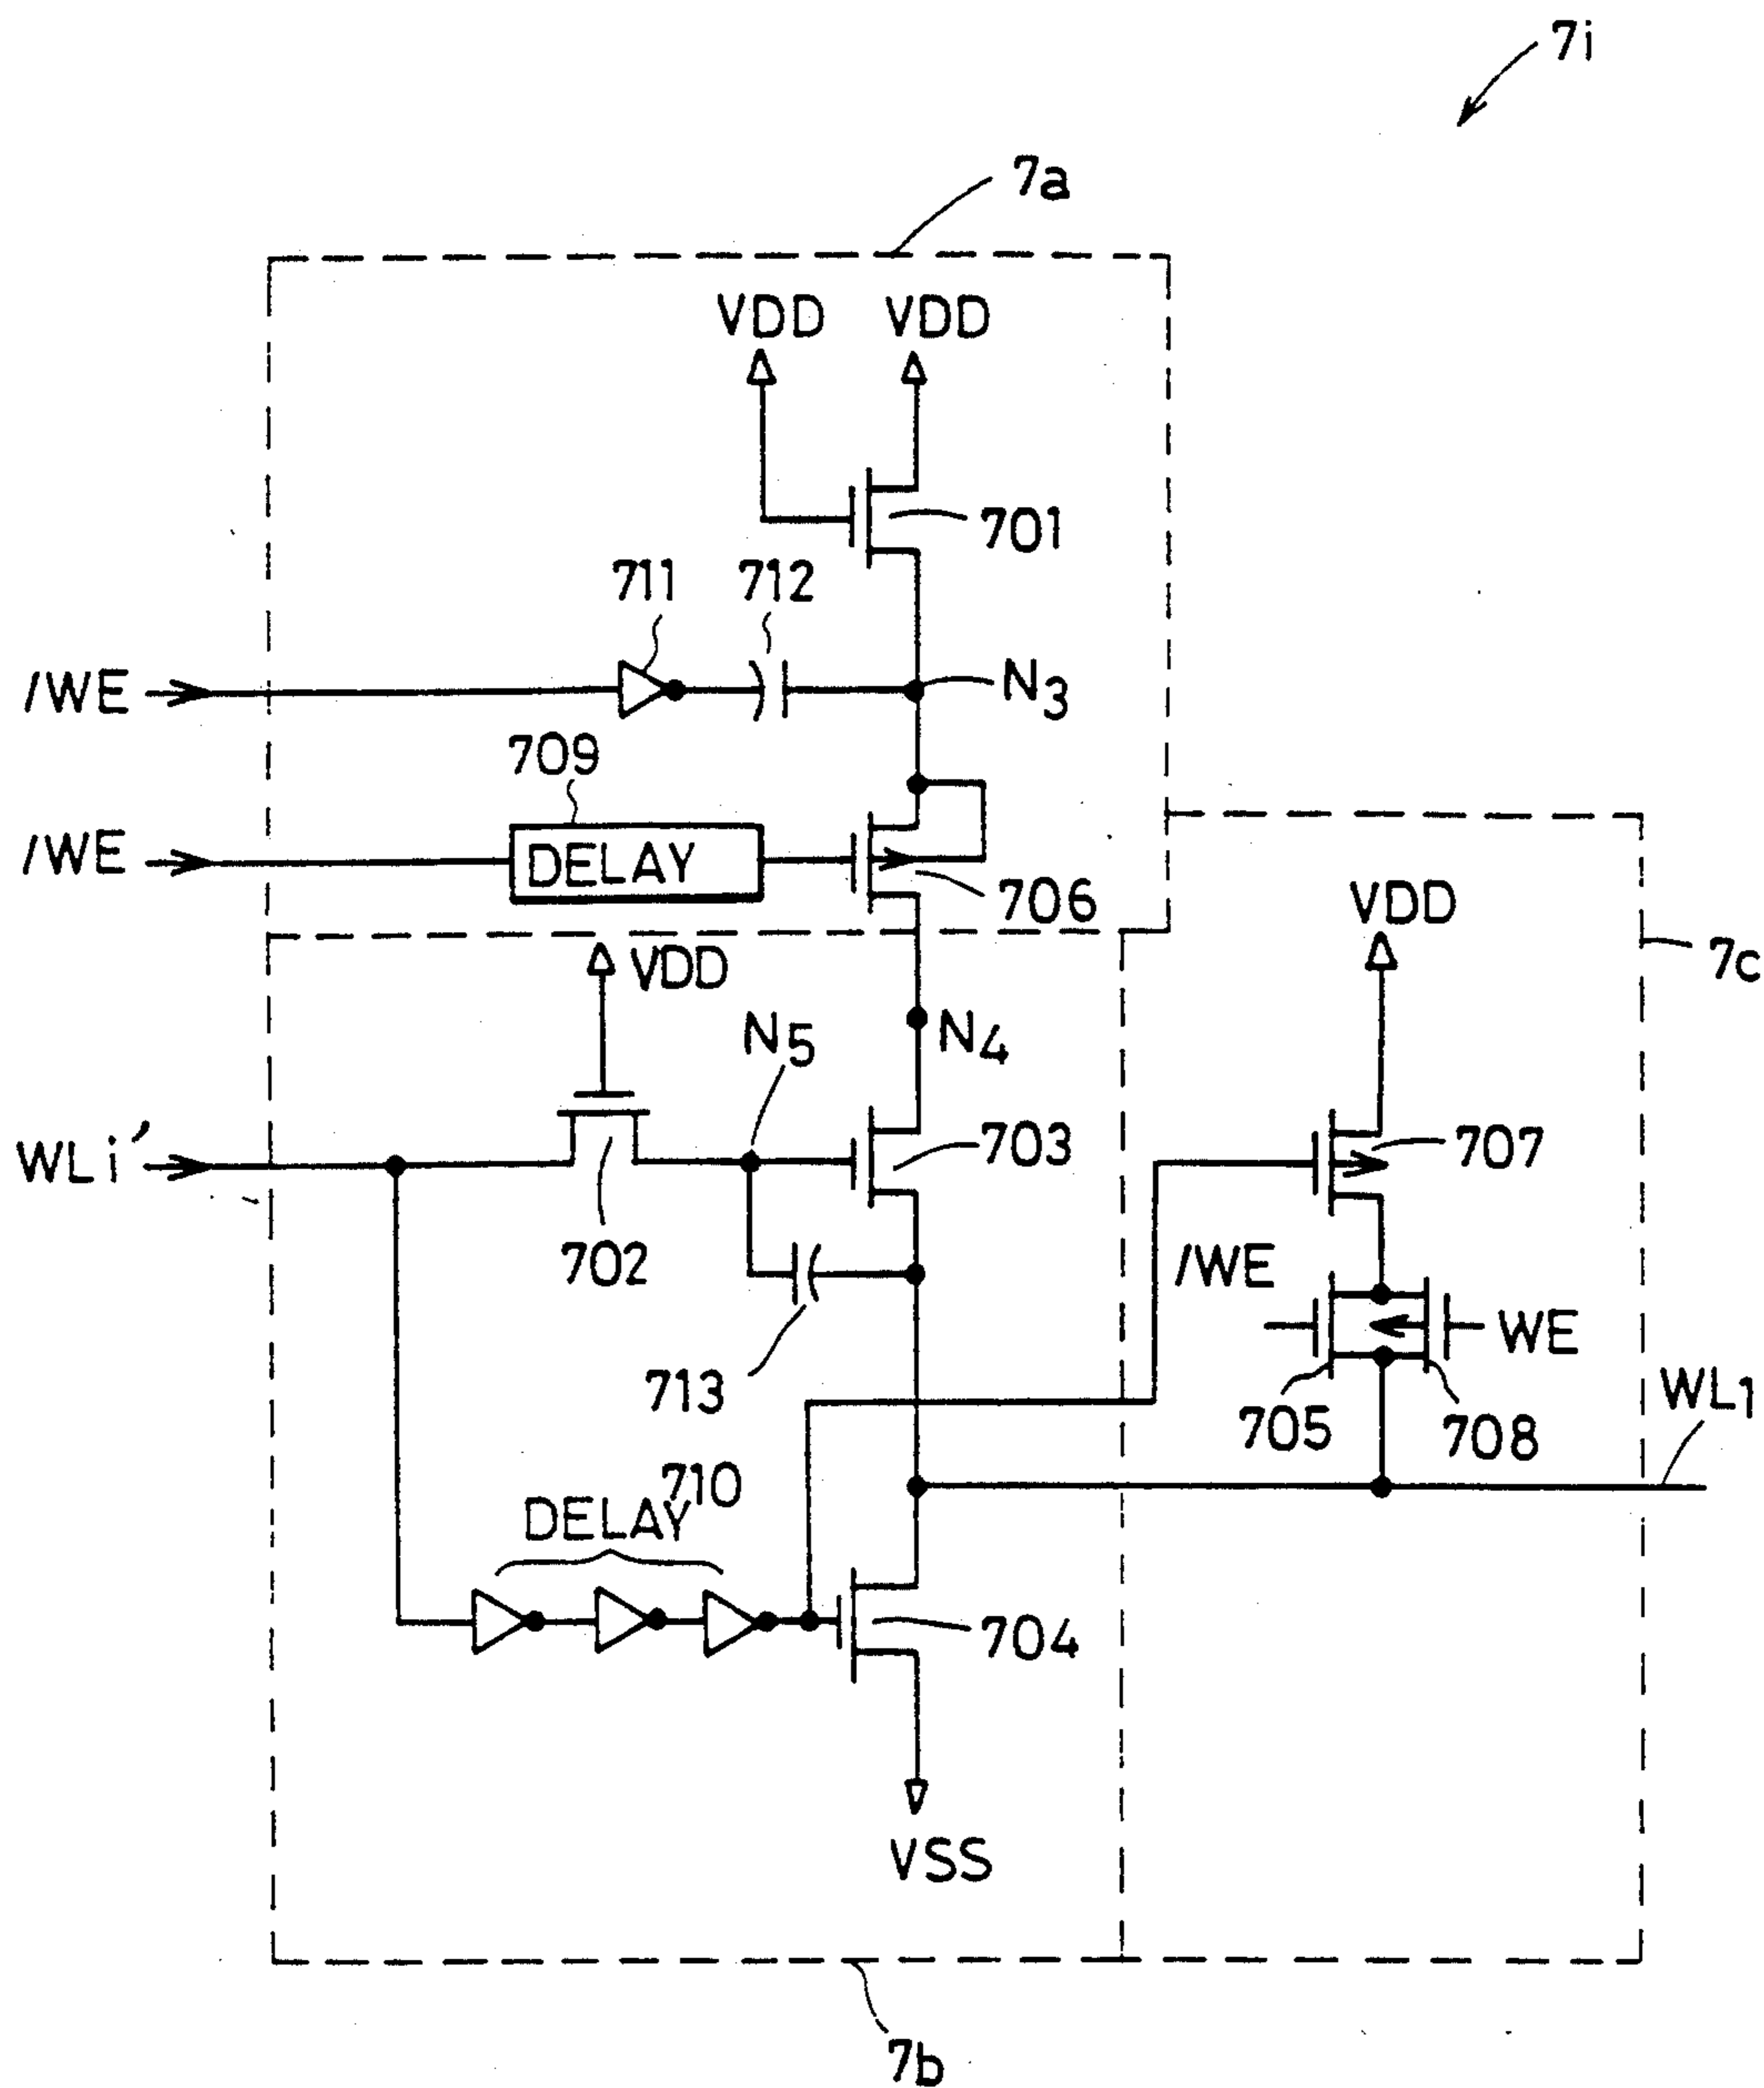 7i
7a
VDD VDD
701
711 712
/WE
N3
709
/WE
DELAY
706
VDD
VDD
7c
N5
N4
WLi′
703
707
702
/WE
WE
713
705
708
WL1
710
DELAY
704
VSS
7b